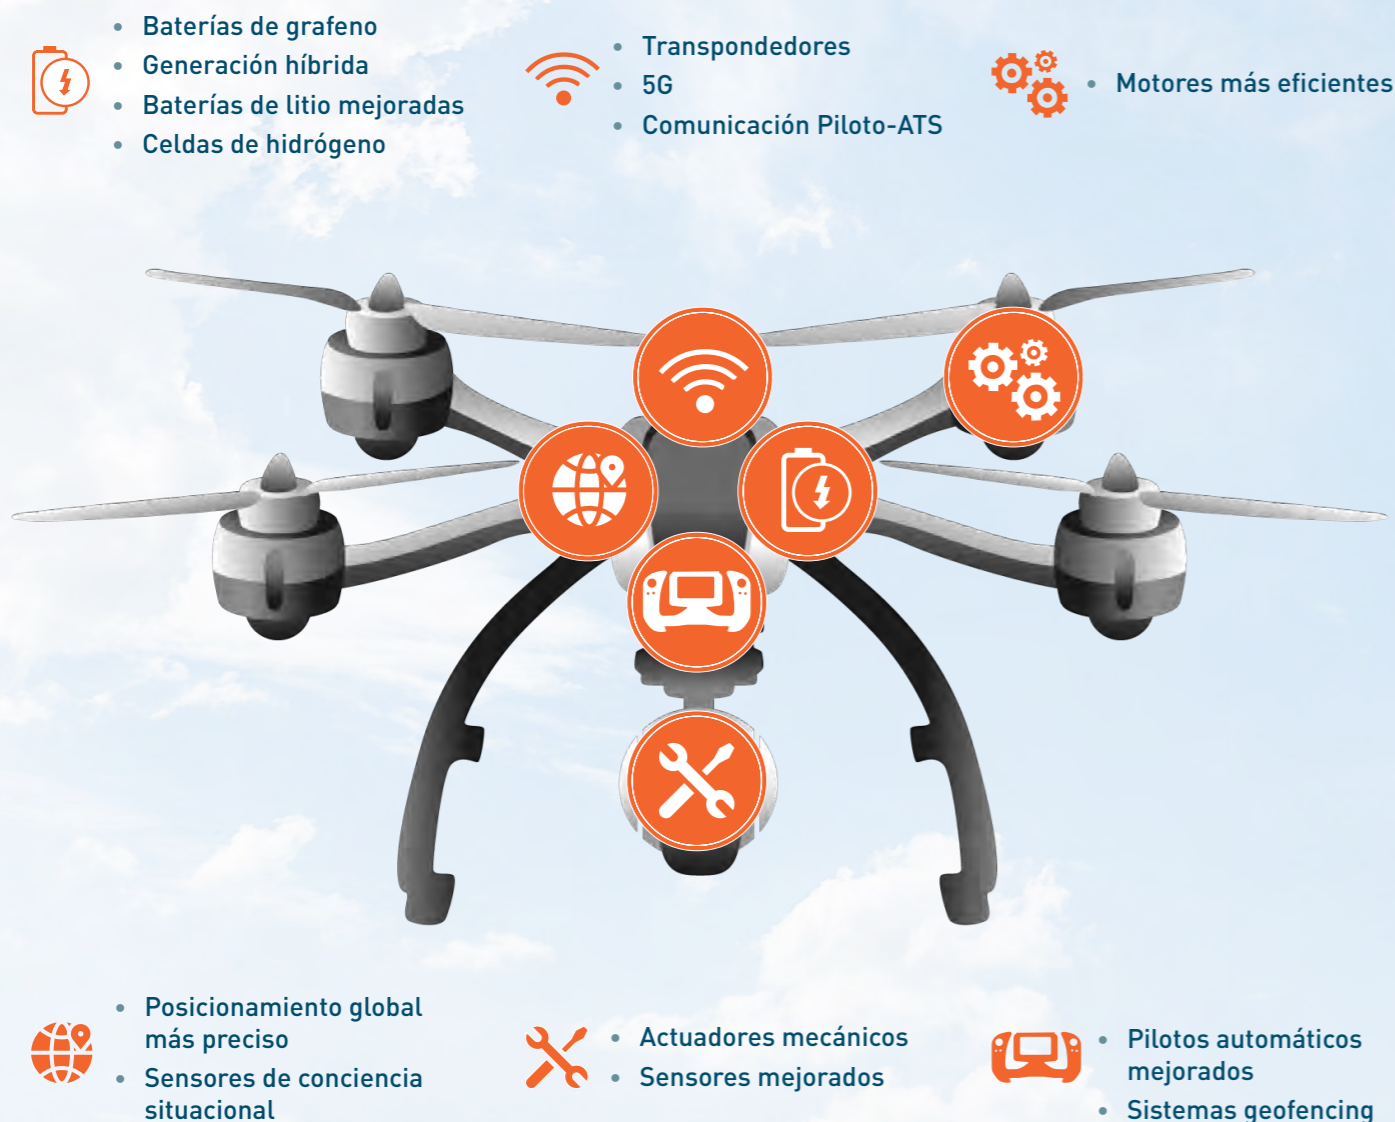 Baterías de grafeno
Generación híbrida
Baterías de litio mejoradas
Celdas de hidrógeno
Transpondedores
5G
Comunicación Piloto-ATS
Motores más eficientes
Posicionamiento global
más preciso
Sensores de conciencia
situacional
Actuadores mecánicos
Sensores mejorados
Pilotos automáticos
mejorados
Sistemas geofencing